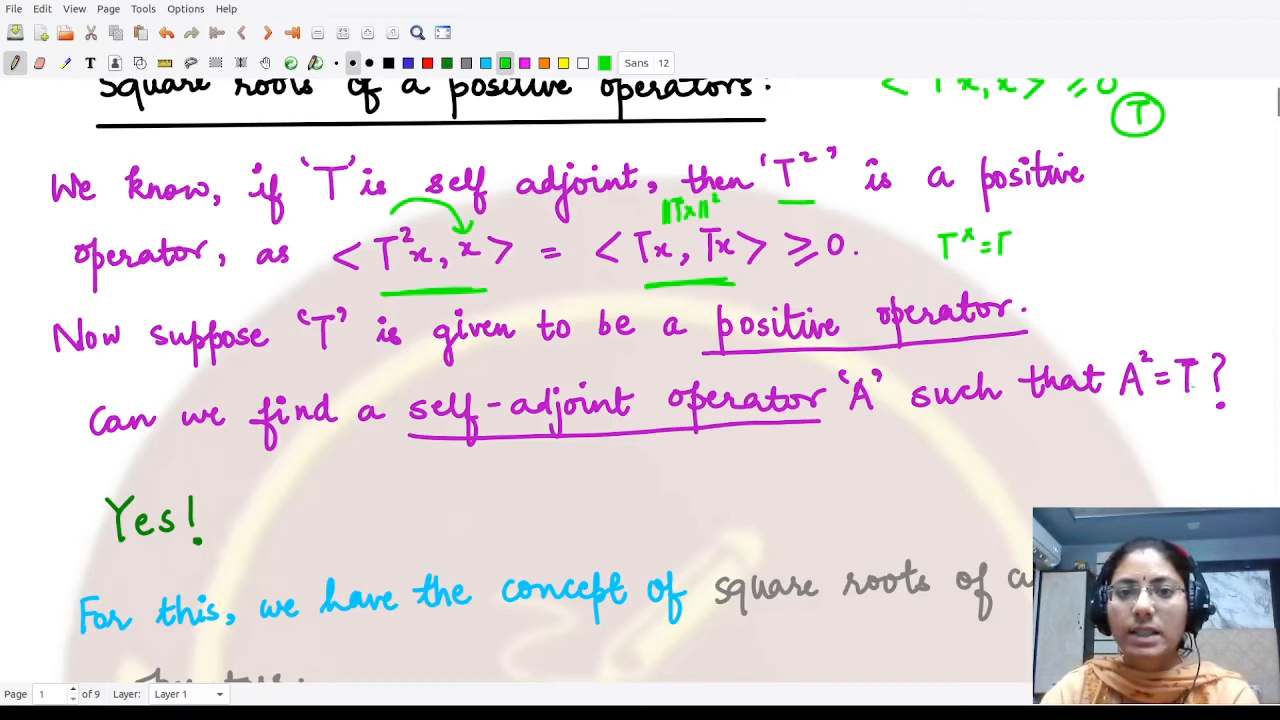 File Edit View Page Tools Options Help
Sans 12
Square roots of a positive operators:
< Tx, x > ≥ 0
T
We know, if 'T' is self adjoint, then 'T²' is a positive
||Tx||²
operator, as < T²x, x > = < Tx, Tx > ≥ 0.
T* = T
Now suppose 'T' is given to be a positive operator.
Can we find a self-adjoint operator 'A' such that A² = T ?
Yes!
For this, we have the concept of square roots of
Page 1 of 9 Layer: Layer 1